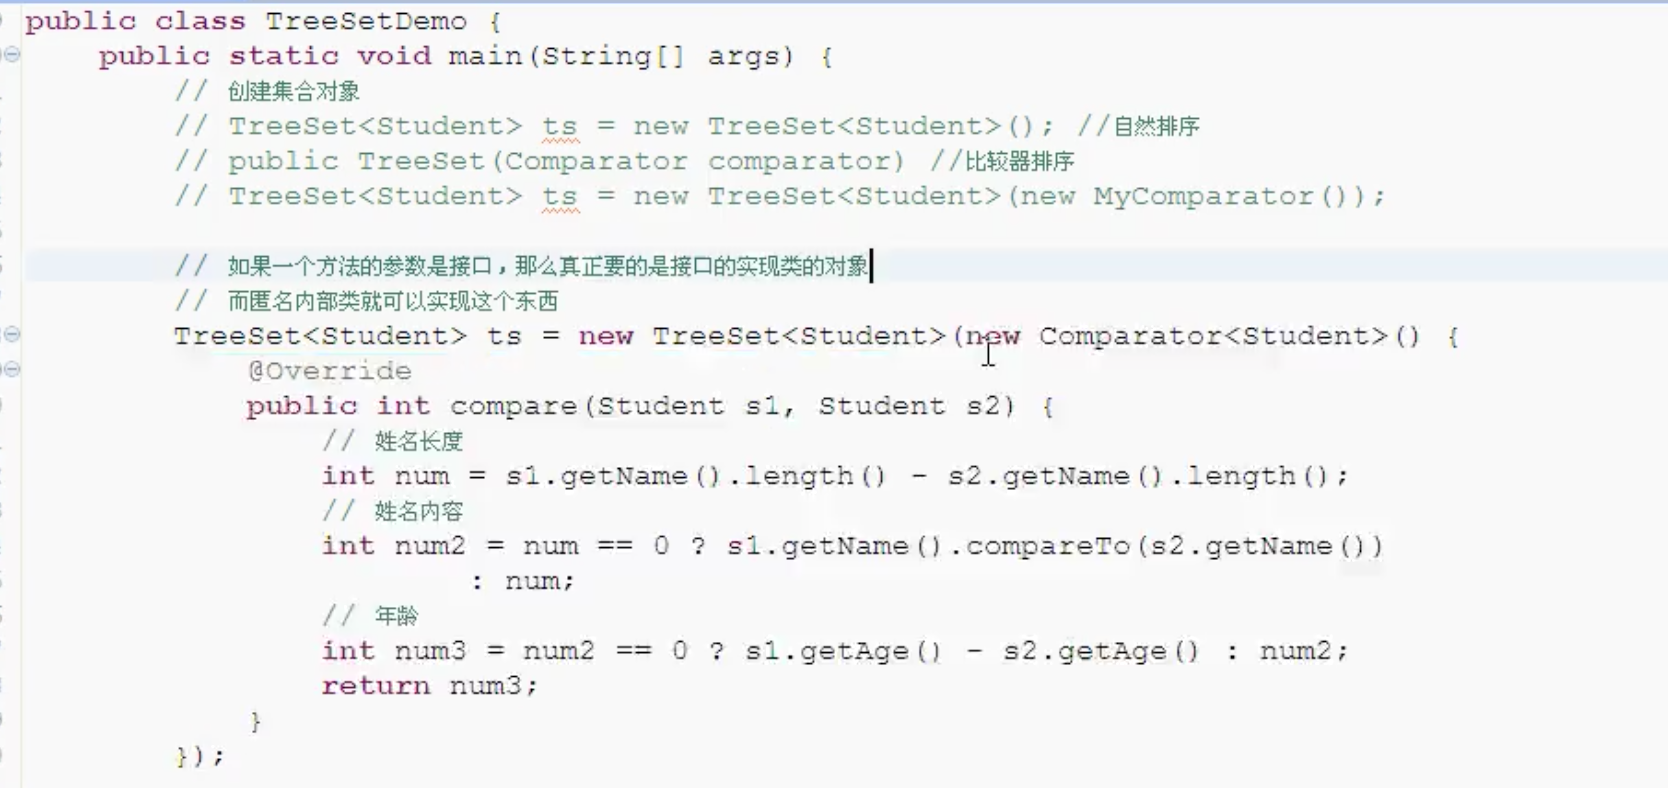 public class TreeSetDemo {
public static void main(String[] args) {
// 创建集合对象
// TreeSet<Student> ts = new TreeSet<Student>(); //自然排序
// public TreeSet(Comparator comparator) //比较器排序
// TreeSet<Student> ts = new TreeSet<Student>(new MyComparator());
// 如果一个方法的参数是接口，那么真正要的是接口的实现类的对象
// 而匿名内部类就可以实现这个东西
TreeSet<Student> ts = new TreeSet<Student>(new Comparator<Student>() {
@Override
public int compare(Student s1, Student s2) {
// 姓名长度
int num = s1.getName().length() - s2.getName().length();
// 姓名内容
int num2 = num == 0 ? s1.getName().compareTo(s2.getName())
: num;
// 年龄
int num3 = num2 == 0 ? s1.getAge() - s2.getAge() : num2;
return num3;
}
});